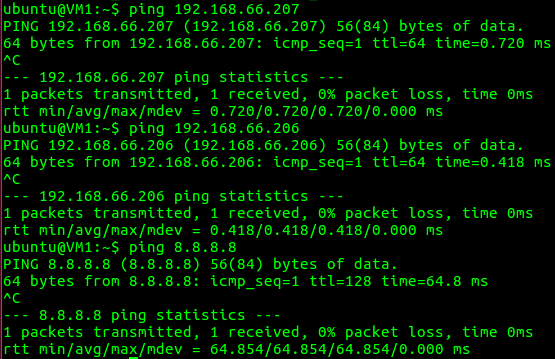 ubuntu@VM1:~$ ping 192.168.66.207
PING 192.168.66.207 (192.168.66.207) 56(84) bytes of data.
64 bytes from 192.168.66.207: icmp_seq=1 ttl=64 time=0.720 ms
^C
--- 192.168.66.207 ping statistics ---
1 packets transmitted, 1 received, 0% packet loss, time 0ms
rtt min/avg/max/mdev = 0.720/0.720/0.720/0.000 ms
ubuntu@VM1:~$ ping 192.168.66.206
PING 192.168.66.206 (192.168.66.206) 56(84) bytes of data.
64 bytes from 192.168.66.206: icmp_seq=1 ttl=64 time=0.418 ms
^C
--- 192.168.66.206 ping statistics ---
1 packets transmitted, 1 received, 0% packet loss, time 0ms
rtt min/avg/max/mdev = 0.418/0.418/0.418/0.000 ms
ubuntu@VM1:~$ ping 8.8.8.8
PING 8.8.8.8 (8.8.8.8) 56(84) bytes of data.
64 bytes from 8.8.8.8: icmp_seq=1 ttl=128 time=64.8 ms
^C
--- 8.8.8.8 ping statistics ---
1 packets transmitted, 1 received, 0% packet loss, time 0ms
rtt min/avg/max/mdev = 64.854/64.854/64.854/0.000 ms